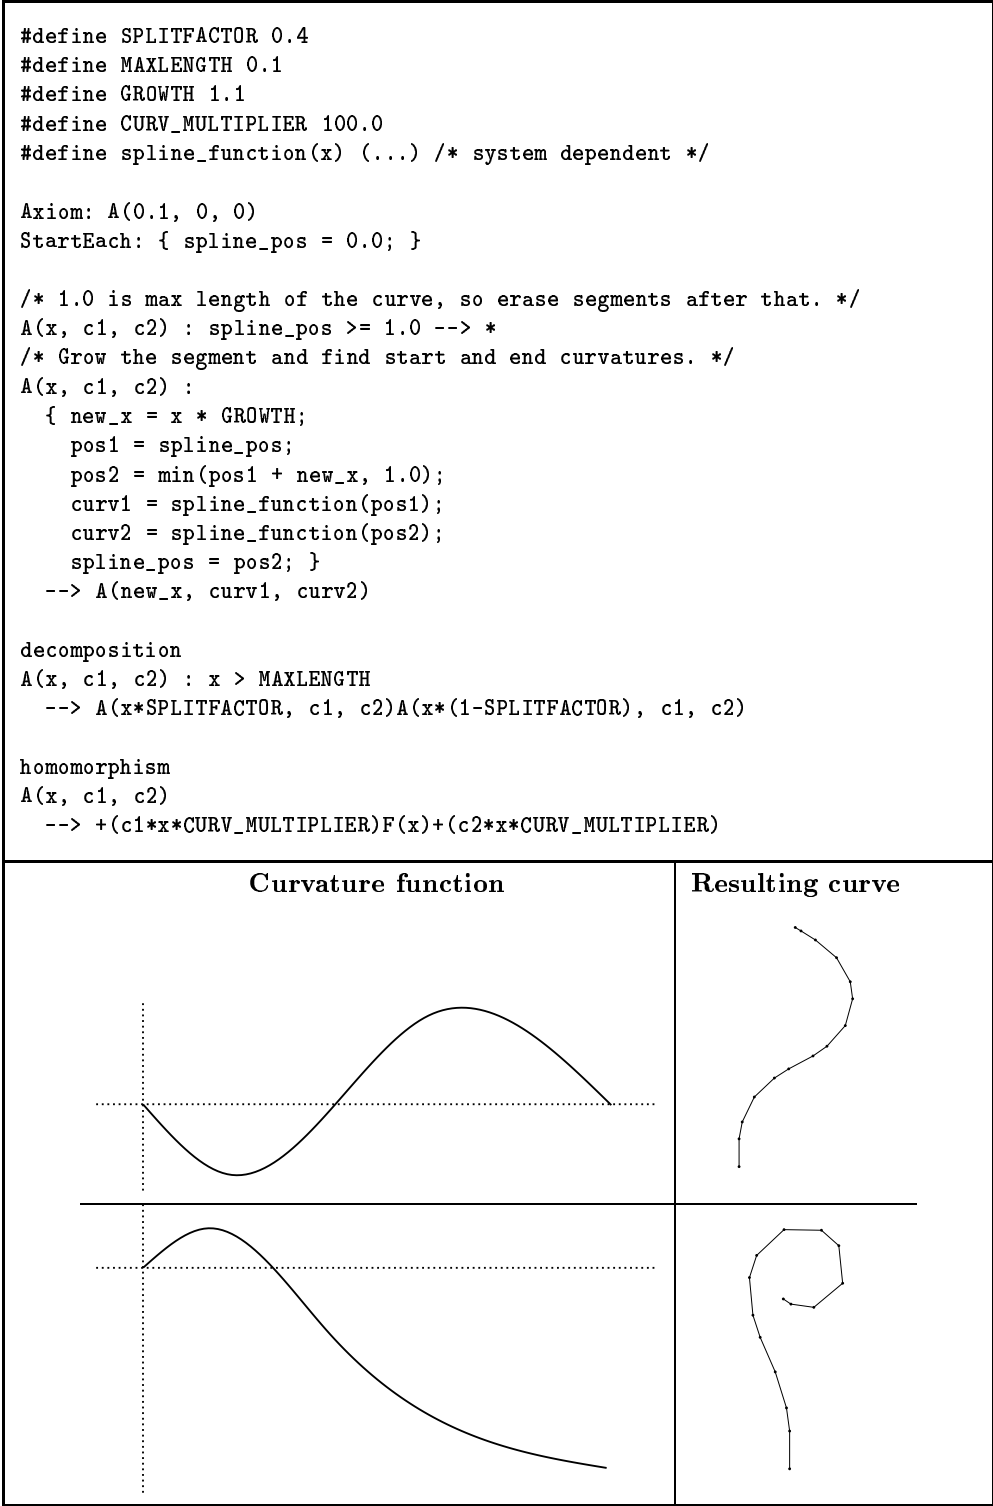 #define SPLITFACTOR 0.4
#define MAXLENGTH 0.1
#define GROWTH 1.1
#define CURV_MULTIPLIER 100.0
#define spline_function(x) (...) /* system dependent */
Axiom: A(0.1, 0, 0)
StartEach: { spline_pos = 0.0; }
/* 1.0 is max length of the curve, so erase segments after that. */
A(x, c1, c2) : spline_pos >= 1.0 --> *
/* Grow the segment and find start and end curvatures. */
A(x, c1, c2) :
  { new_x = x * GROWTH;
    pos1 = spline_pos;
    pos2 = min(pos1 + new_x, 1.0);
    curv1 = spline_function(pos1);
    curv2 = spline_function(pos2);
    spline_pos = pos2; }
  --> A(new_x, curv1, curv2)
decomposition
A(x, c1, c2) : x > MAXLENGTH
  --> A(x*SPLITFACTOR, c1, c2)A(x*(1-SPLITFACTOR), c1, c2)
homomorphism
A(x, c1, c2)
  --> +(c1*x*CURV_MULTIPLIER)F(x)+(c2*x*CURV_MULTIPLIER)
Curvature function
Resulting curve